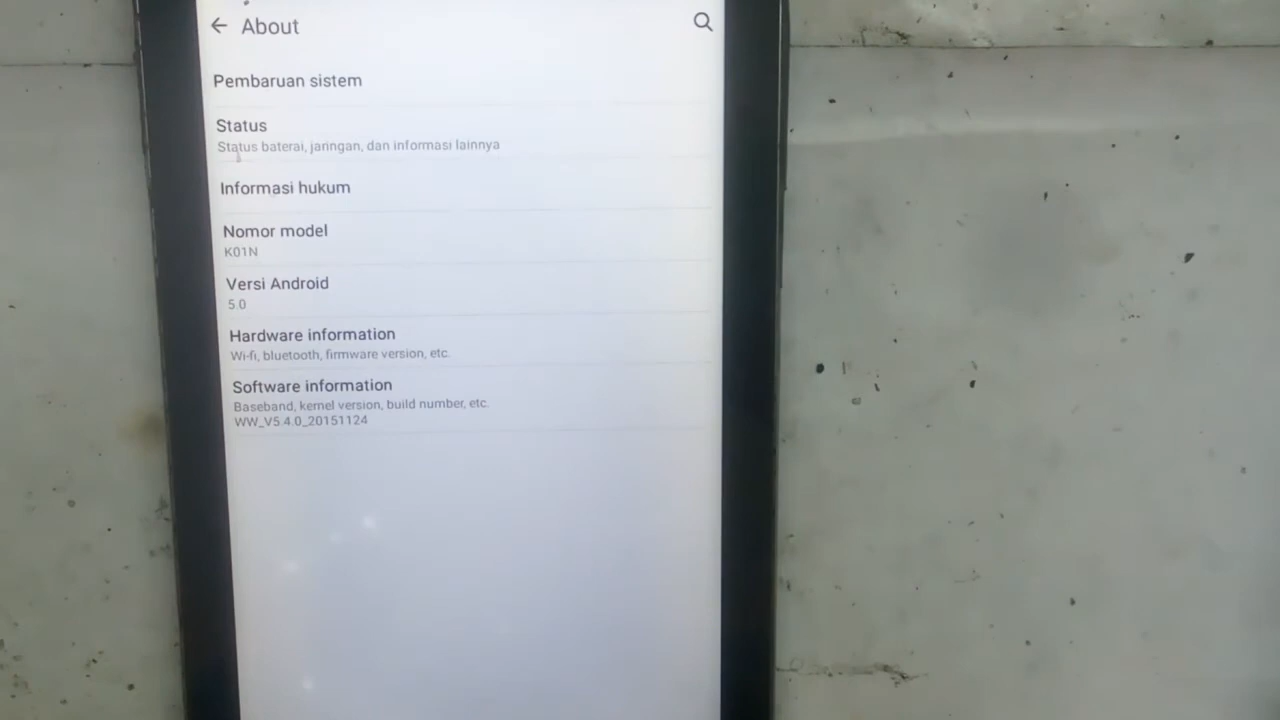 About
Pembaruan sistem
Status
Status baterai, jaringan, dan informasi lainnya
Informasi hukum
Nomor model
K01N
Versi Android
5.0
Hardware information
Wi-fi, bluetooth, firmware version, etc.
Software information
Baseband, kernel version, build number, etc.
WW_V5.4.0_20151124